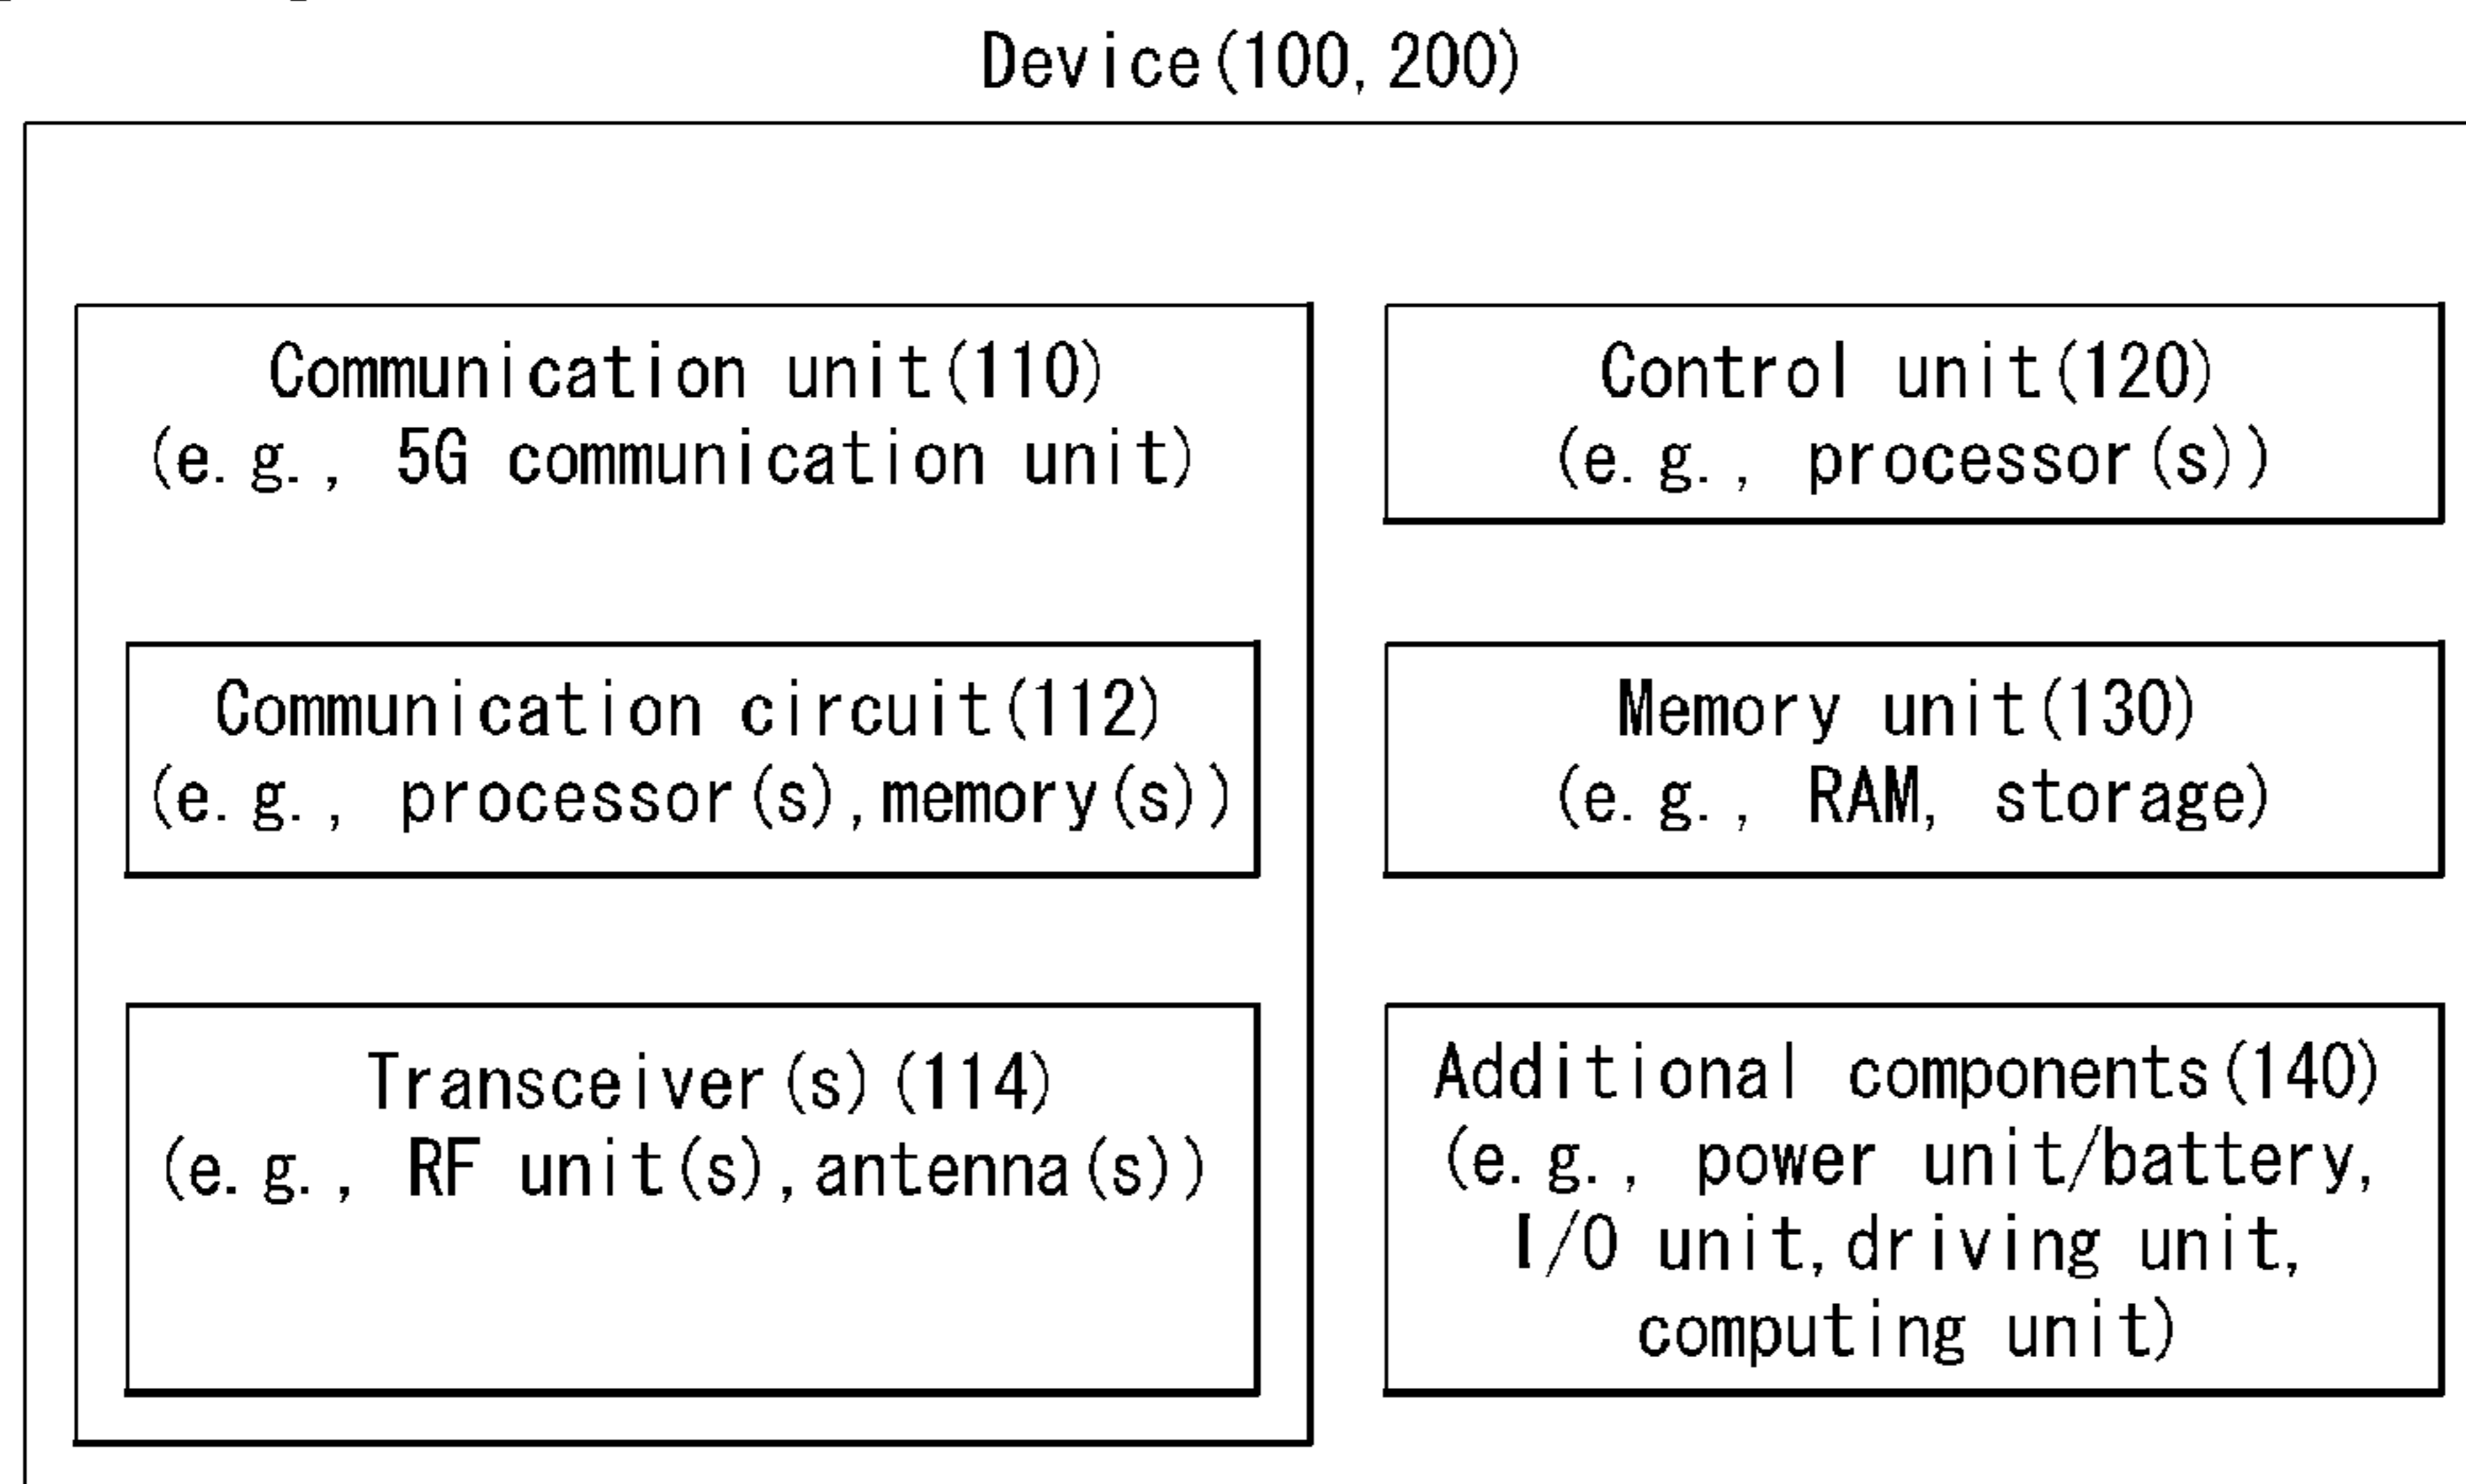 Device(100,200)
Communication unit(110)
(e.g., 5G communication unit)
Communication circuit(112)
(e.g., processor(s),memory(s))
Transceiver(s)(114)
(e.g., RF unit(s),antenna(s))
Control unit(120)
(e.g., processor(s))
Memory unit(130)
(e.g., RAM, storage)
Additional components(140)
(e.g., power unit/battery,
I/O unit,driving unit,
computing unit)